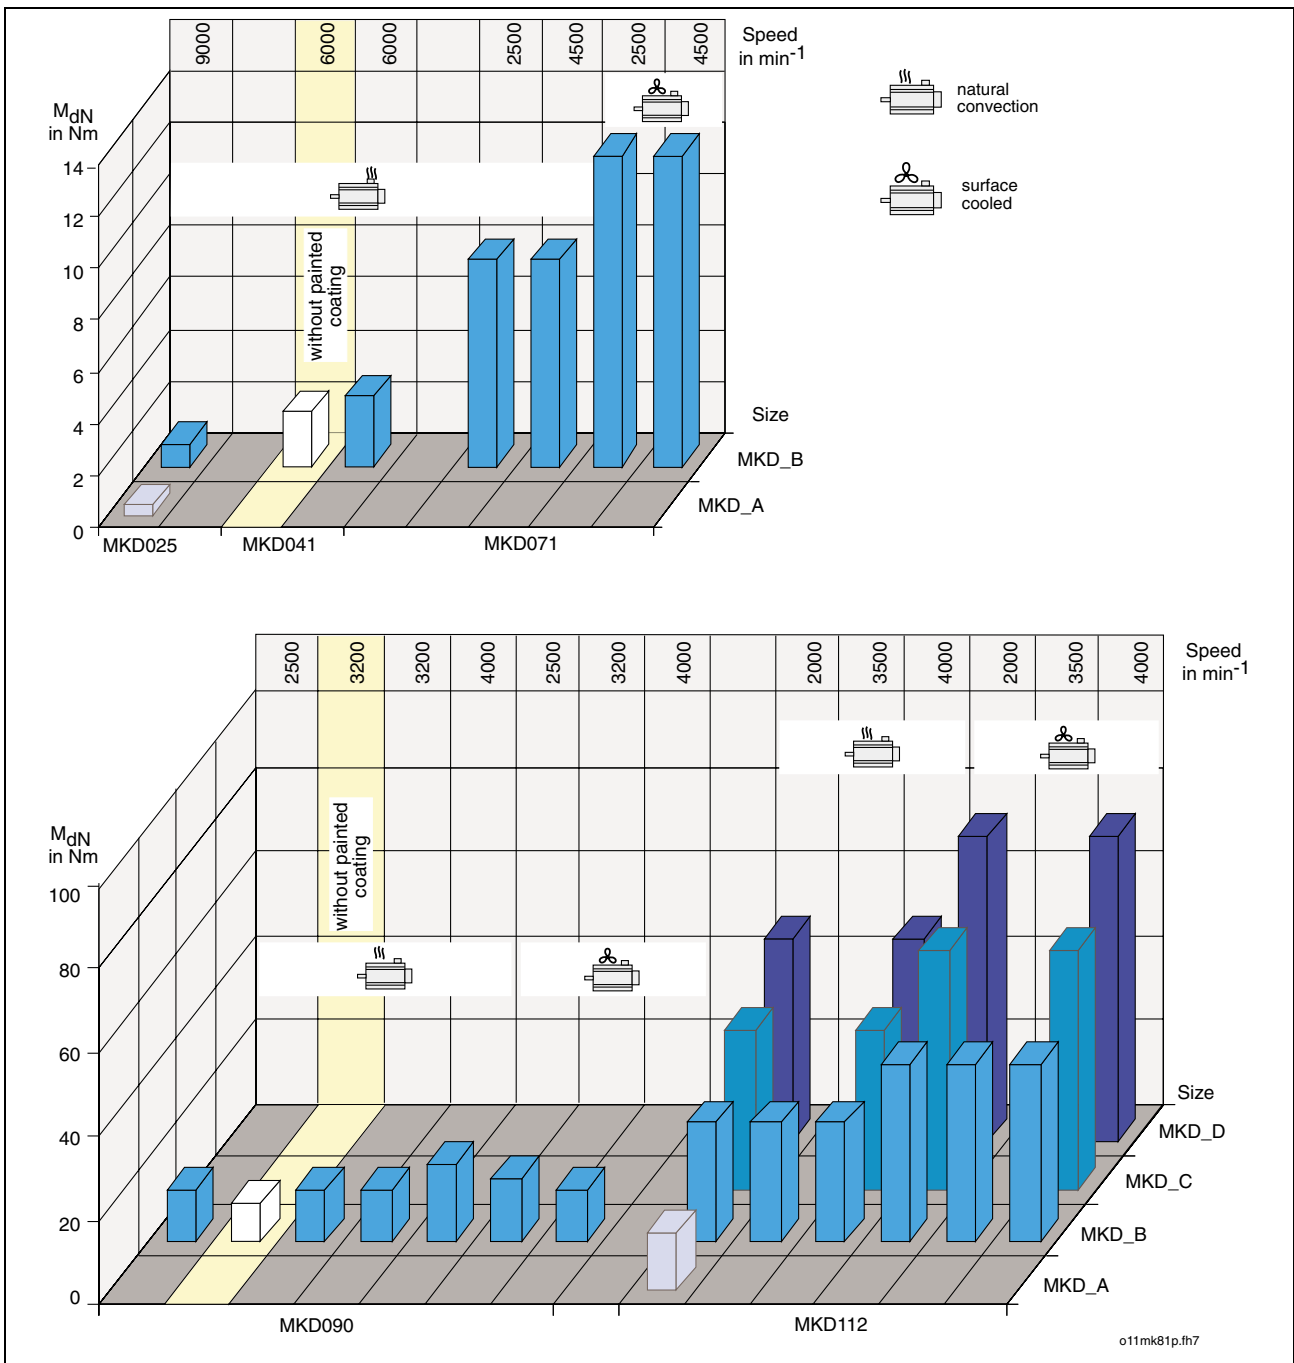 9000
6000
6000
2500
4500
2500
4500
Speed
in min-1
natural
convection
surface
cooled
MdN
in Nm
14
12
10
8
6
4
2
0
without painted
coating
Size
MKD_B
MKD_A
MKD025
MKD041
MKD071
2500
3200
3200
4000
2500
3200
4000
2000
3500
4000
2000
3500
4000
Speed
in min-1
MdN
in Nm
100
80
60
40
20
0
without painted
coating
Size
MKD_D
MKD_C
MKD_B
MKD_A
MKD090
MKD112
o11mk81p.fh7